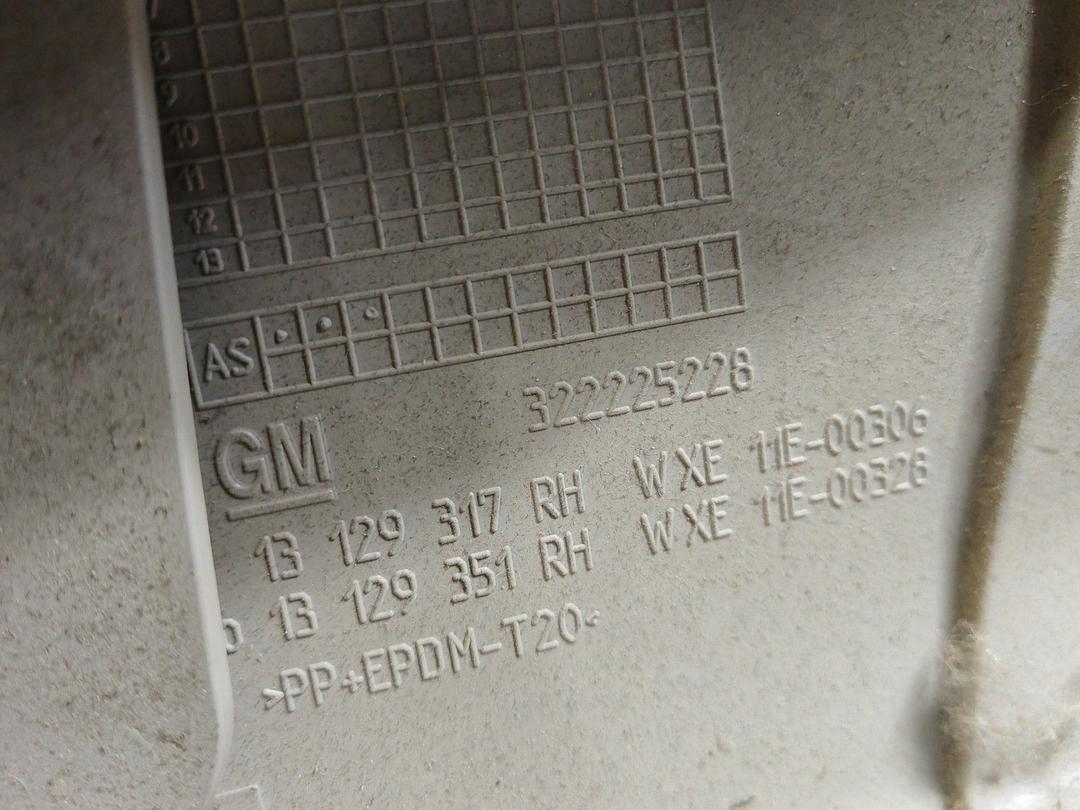 8
9
10
11
12
13
AS
322225228
GM
13 129 317 RH WXE 11E-00306
13 129 351 RH WXE 11E-00328
>PP+EPDM-T20<